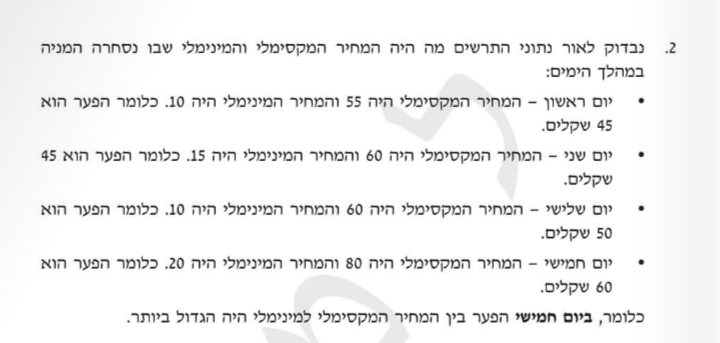 2. נבדוק לאור נתוני התרשים מה היה המחיר המקסימלי והמינימלי שבו נסחרה המניה
במהלך הימים:
• יום ראשון – המחיר המקסימלי היה 55 והמחיר המינימלי היה 10. כלומר הפער הוא
45 שקלים.
• יום שני – המחיר המקסימלי היה 60 והמחיר המינימלי היה 15. כלומר הפער הוא 45
שקלים.
• יום שלישי – המחיר המקסימלי היה 60 והמחיר המינימלי היה 10. כלומר הפער הוא
50 שקלים.
• יום חמישי – המחיר המקסימלי היה 80 והמחיר המינימלי היה 20. כלומר הפער הוא
60 שקלים.
כלומר, ביום חמישי הפער בין המחיר המקסימלי למינימלי היה הגדול ביותר.